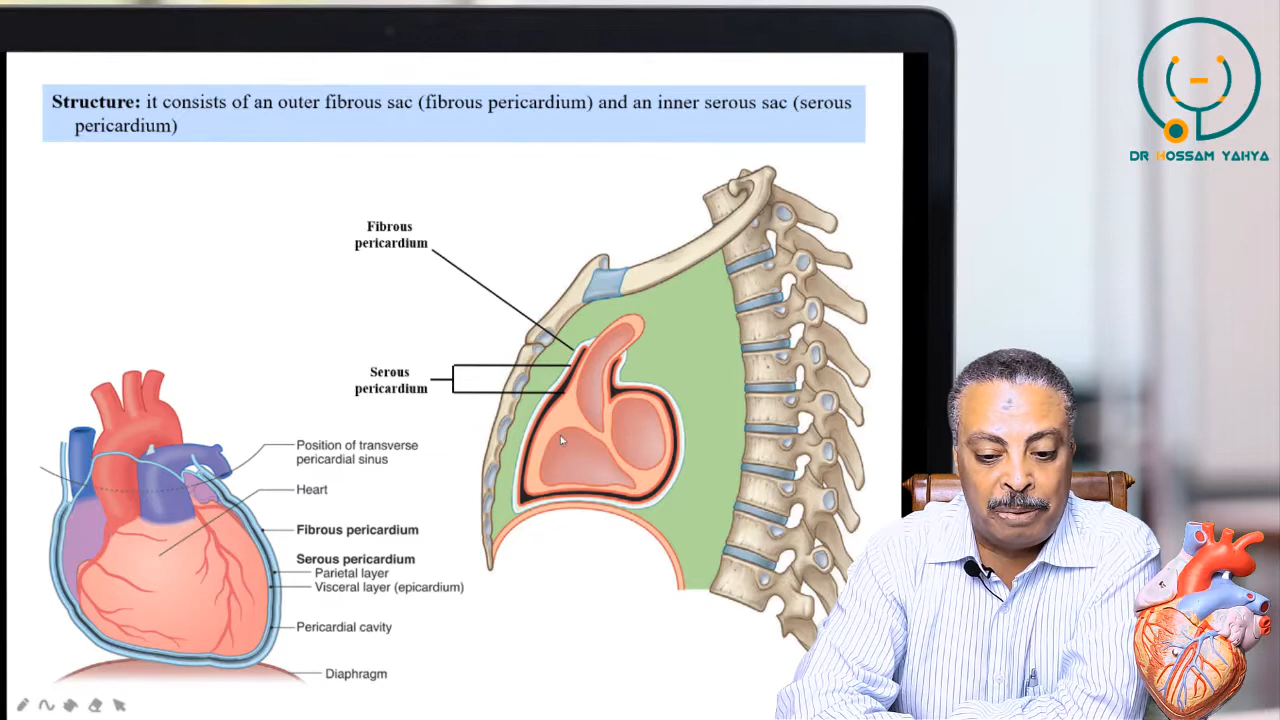 Structure: it consists of an outer fibrous sac (fibrous pericardium) and an inner serous sac (serous
pericardium)
DR HOSSAM YAHYA
Fibrous
pericardium
Serous
pericardium
Position of transverse
pericardial sinus
Heart
Fibrous pericardium
Serous pericardium
Parietal layer
Visceral layer (epicardium)
Pericardial cavity
Diaphragm